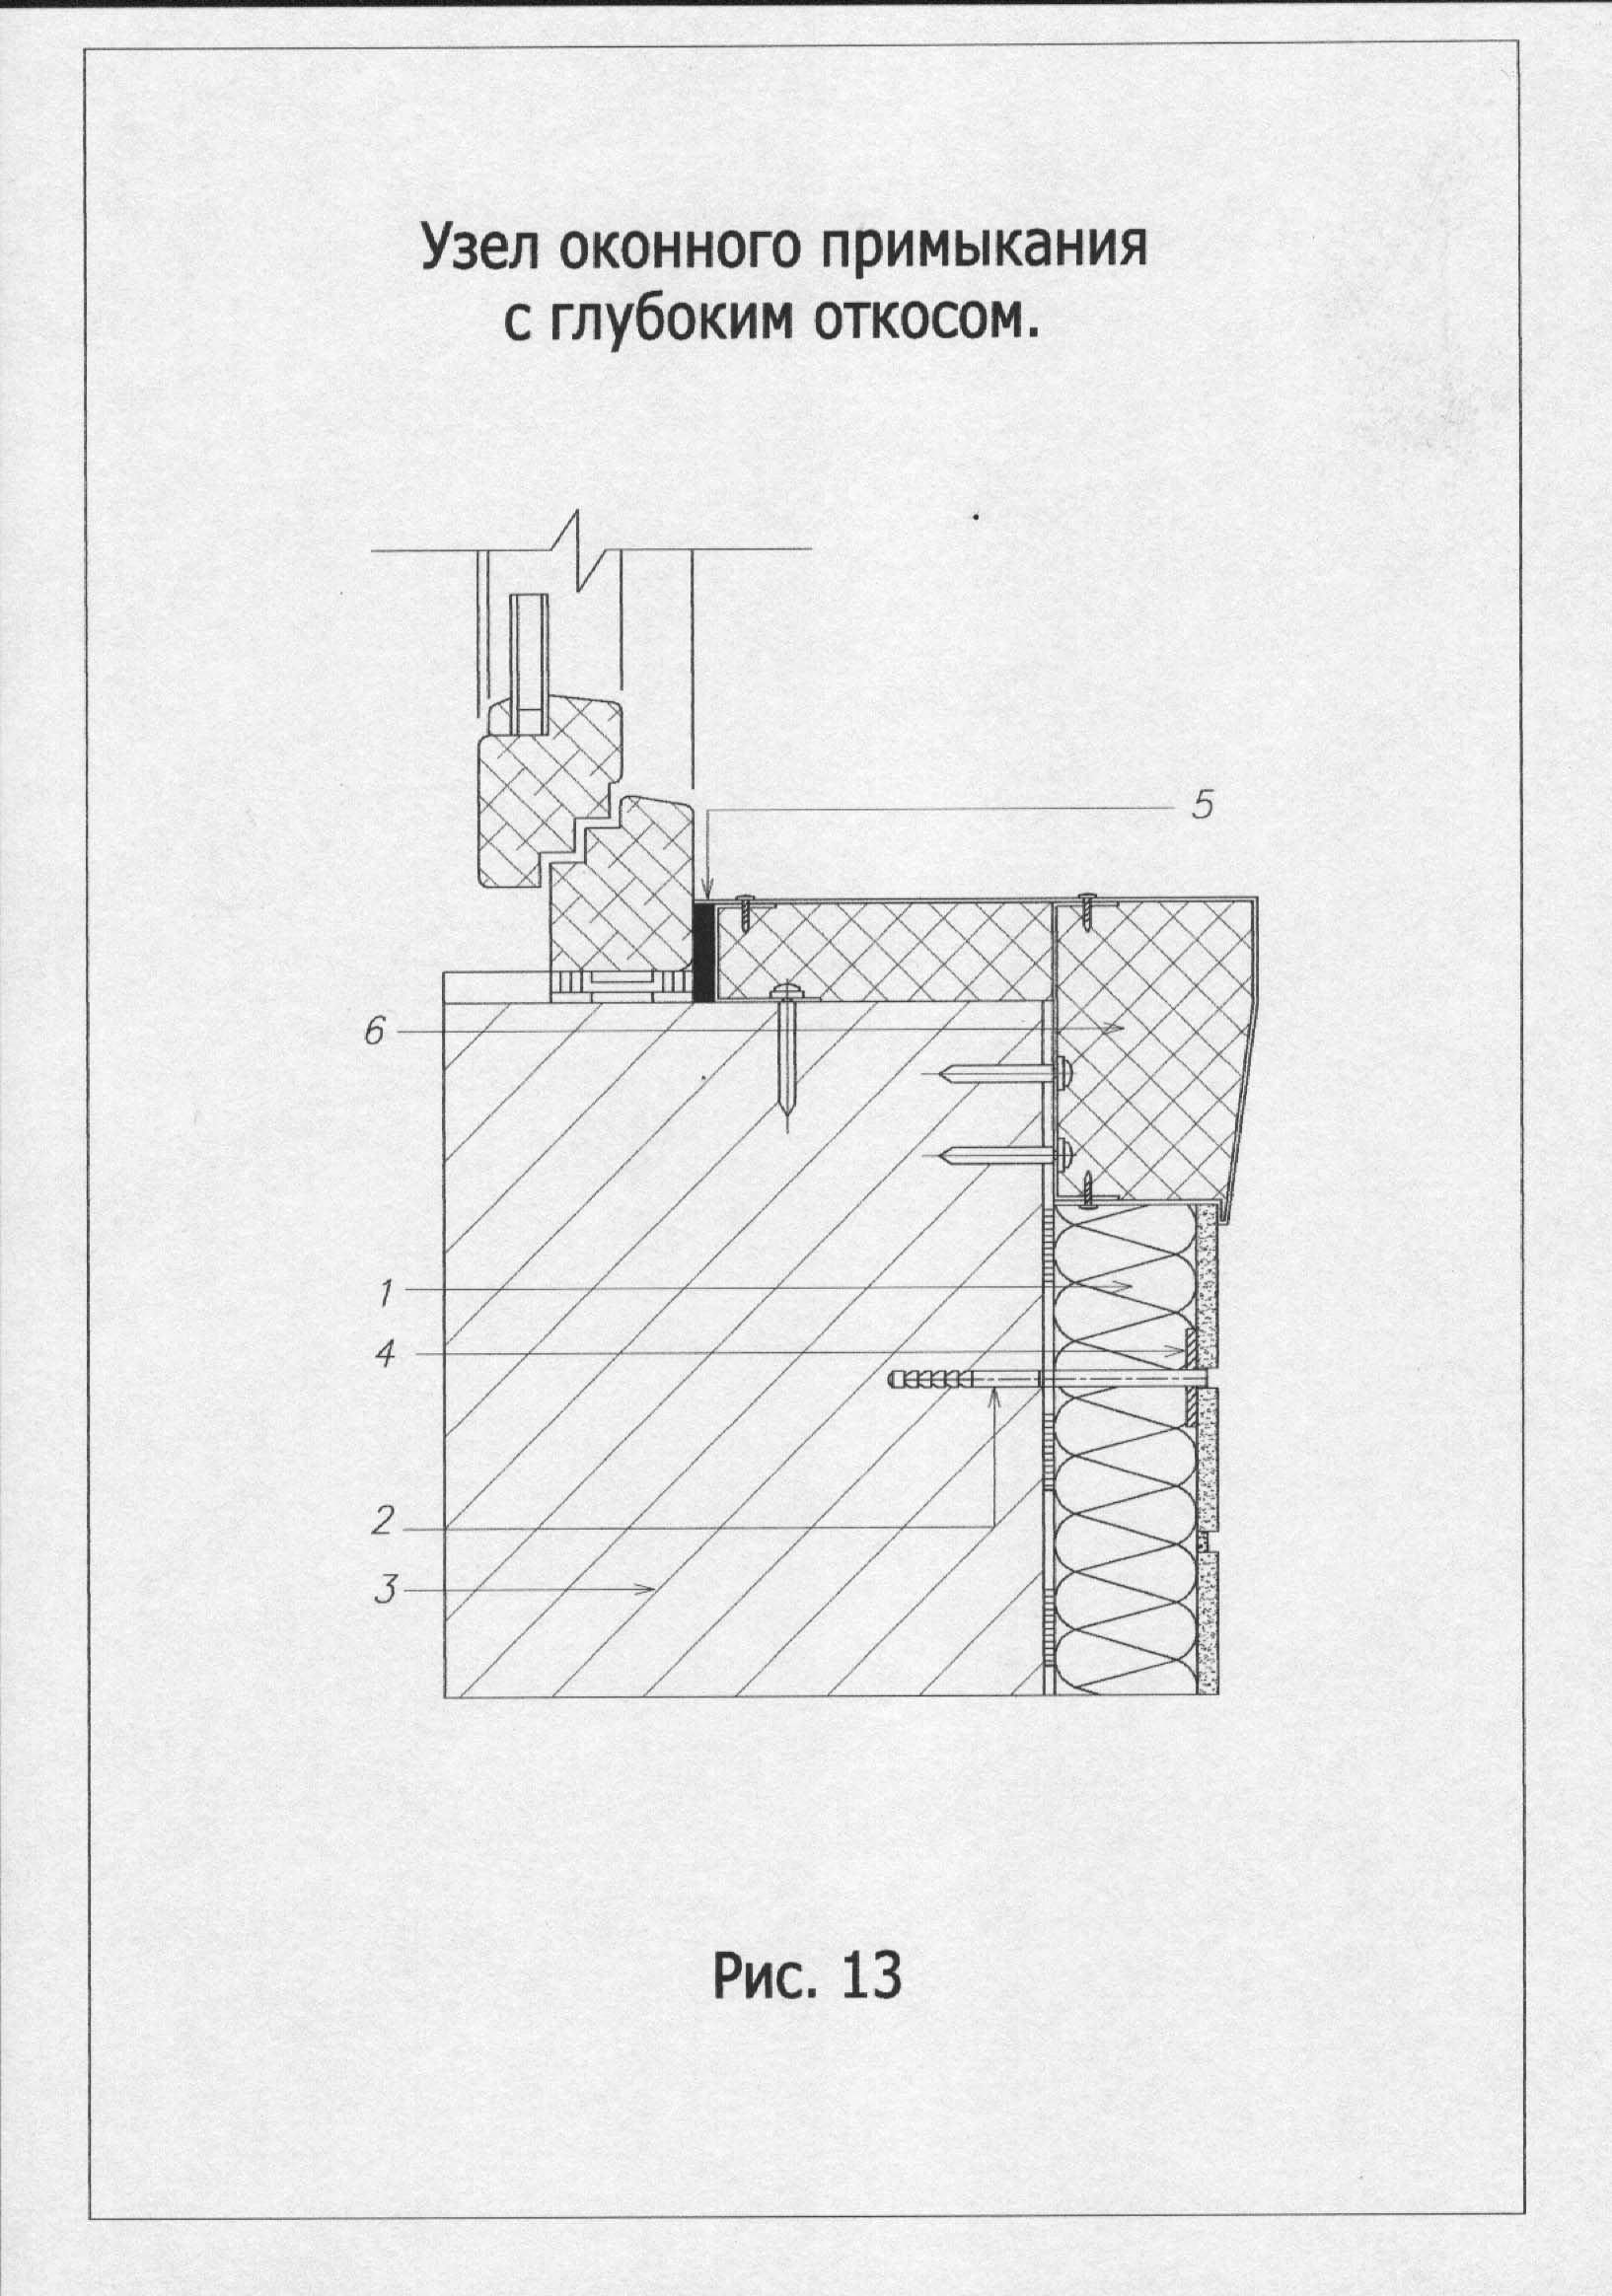 Узел оконного примыкания
с глубоким откосом.
5
6
1
4
2
3
Рис. 13